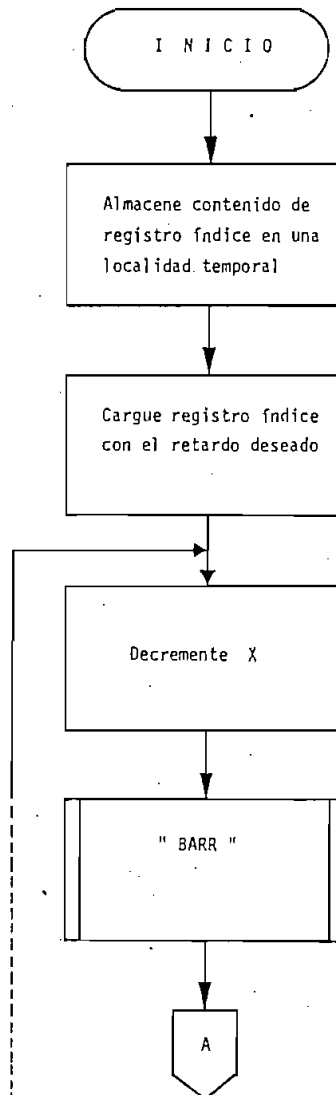 I N I C I O
Almacene contenido de
registro índice en una
localidad temporal
Cargue registro índice
con el retardo deseado
Decremente X
" BARR "
A